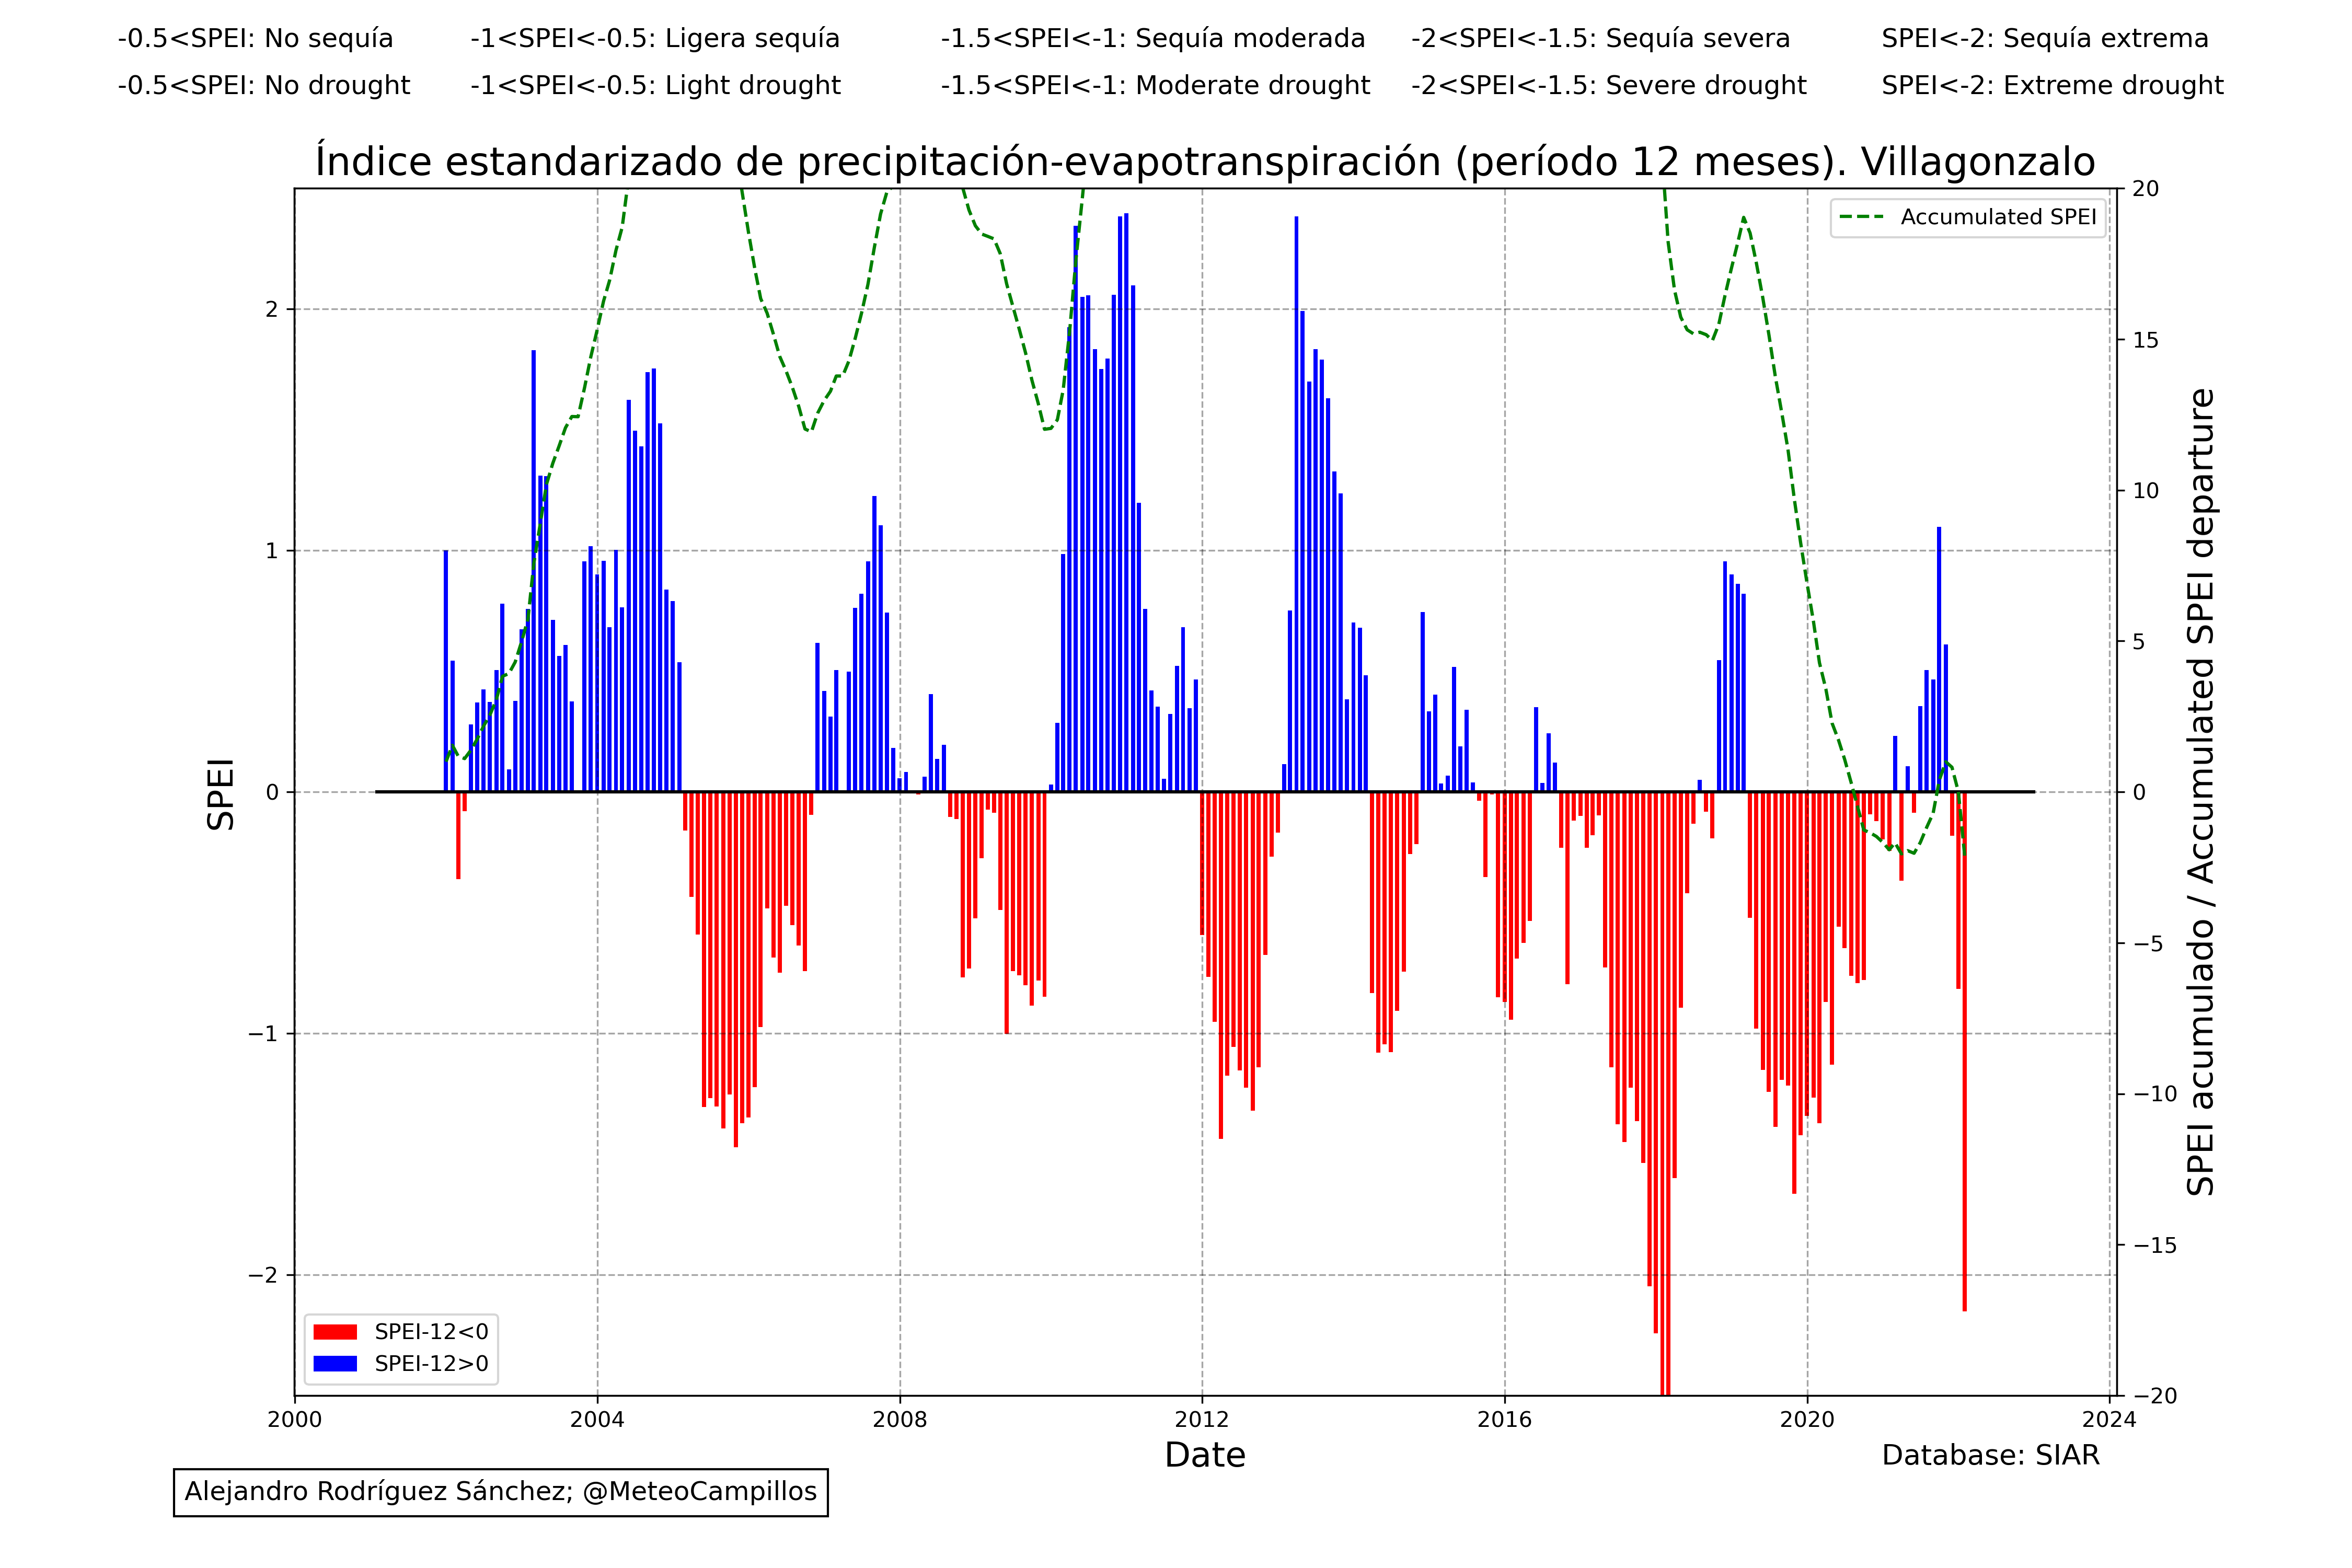 -0.5<SPEI: No sequía -1<SPEI<-0.5: Ligera sequía -1.5<SPEI<-1: Sequía moderada -2<SPEI<-1.5: Sequía severa SPEI<-2: Sequía extrema
-0.5<SPEI: No drought -1<SPEI<-0.5: Light drought -1.5<SPEI<-1: Moderate drought -2<SPEI<-1.5: Severe drought SPEI<-2: Extreme drought
Índice estandarizado de precipitación-evapotranspiración (período 12 meses). Villagonzalo
Accumulated SPEI
SPEI
2
1
0
−1
−2
20
15
10
5
0
−5
−10
−15
−20
SPEI acumulado / Accumulated SPEI departure
SPEI-12<0
SPEI-12>0
2000 2004 2008 2012 2016 2020 2024
Date
Database: SIAR
Alejandro Rodríguez Sánchez; @MeteoCampillos